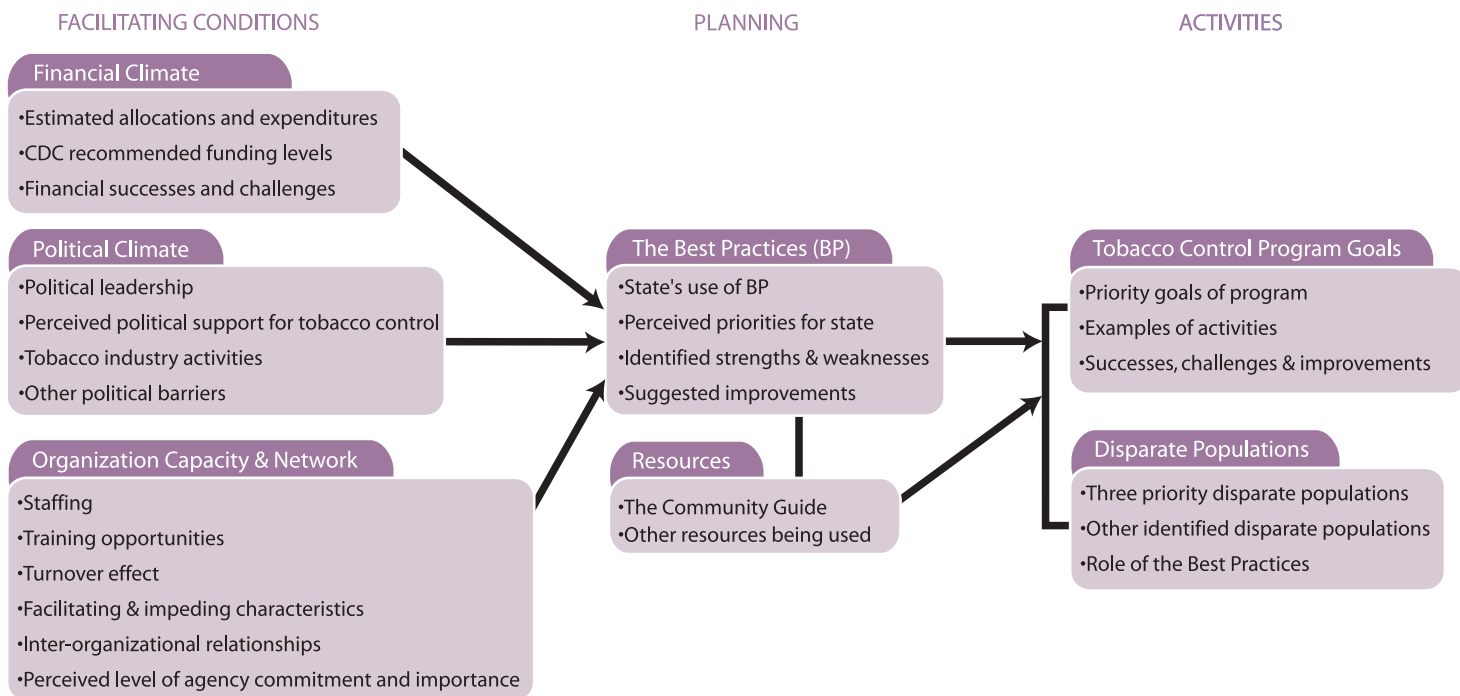 FACILITATING CONDITIONS
Financial Climate
•Estimated allocations and expenditures
•CDC recommended funding levels
•Financial successes and challenges
Political Climate
•Political leadership
•Perceived political support for tobacco control
•Tobacco industry activities
•Other political barriers
Organization Capacity & Network
•Staffing
•Training opportunities
•Turnover effect
•Facilitating & impeding characteristics
•Inter-organizational relationships
•Perceived level of agency commitment and importance
PLANNING
The Best Practices (BP)
•State's use of BP
•Perceived priorities for state
•Identified strengths & weaknesses
•Suggested improvements
Resources
•The Community Guide
•Other resources being used
ACTIVITIES
Tobacco Control Program Goals
•Priority goals of program
•Examples of activities
•Successes, challenges & improvements
Disparate Populations
•Three priority disparate populations
•Other identified disparate populations
•Role of the Best Practices